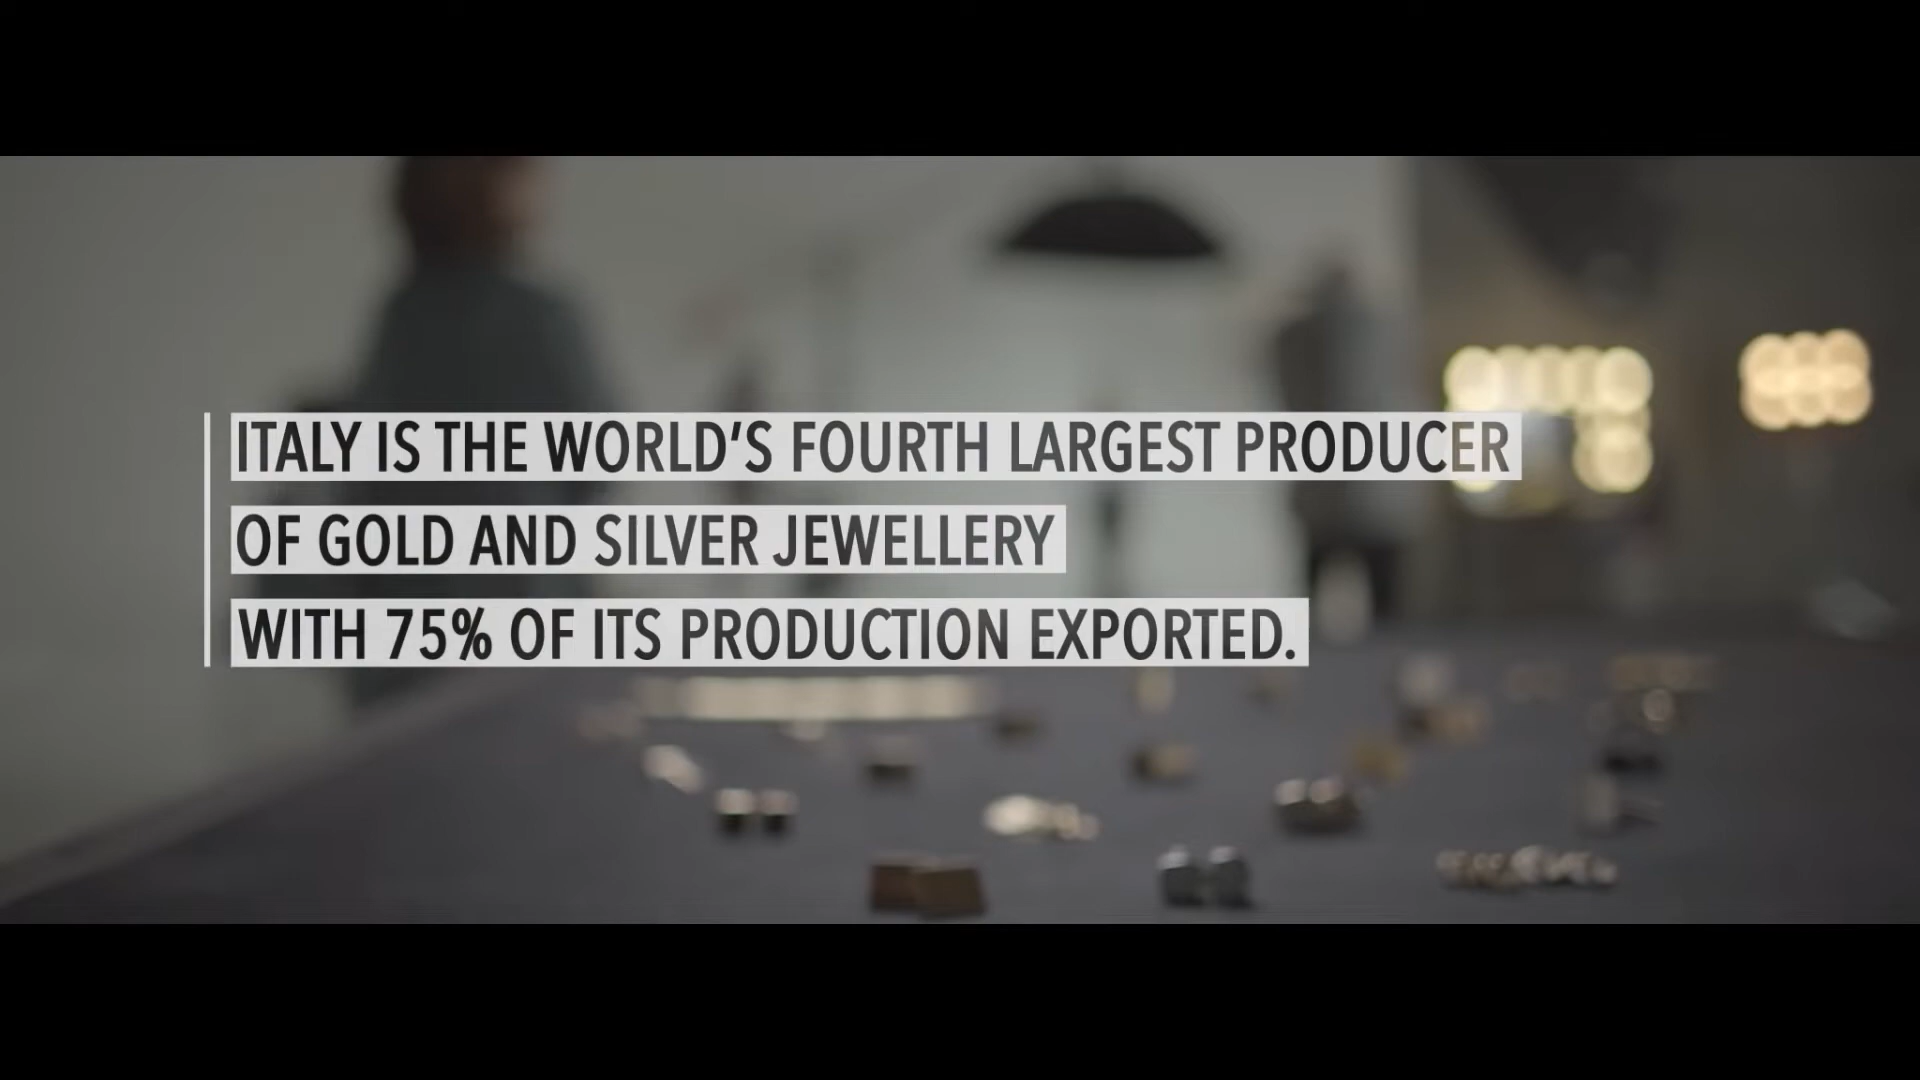 ITALY IS THE WORLD'S FOURTH LARGEST PRODUCER
OF GOLD AND SILVER JEWELLERY
WITH 75% OF ITS PRODUCTION EXPORTED.